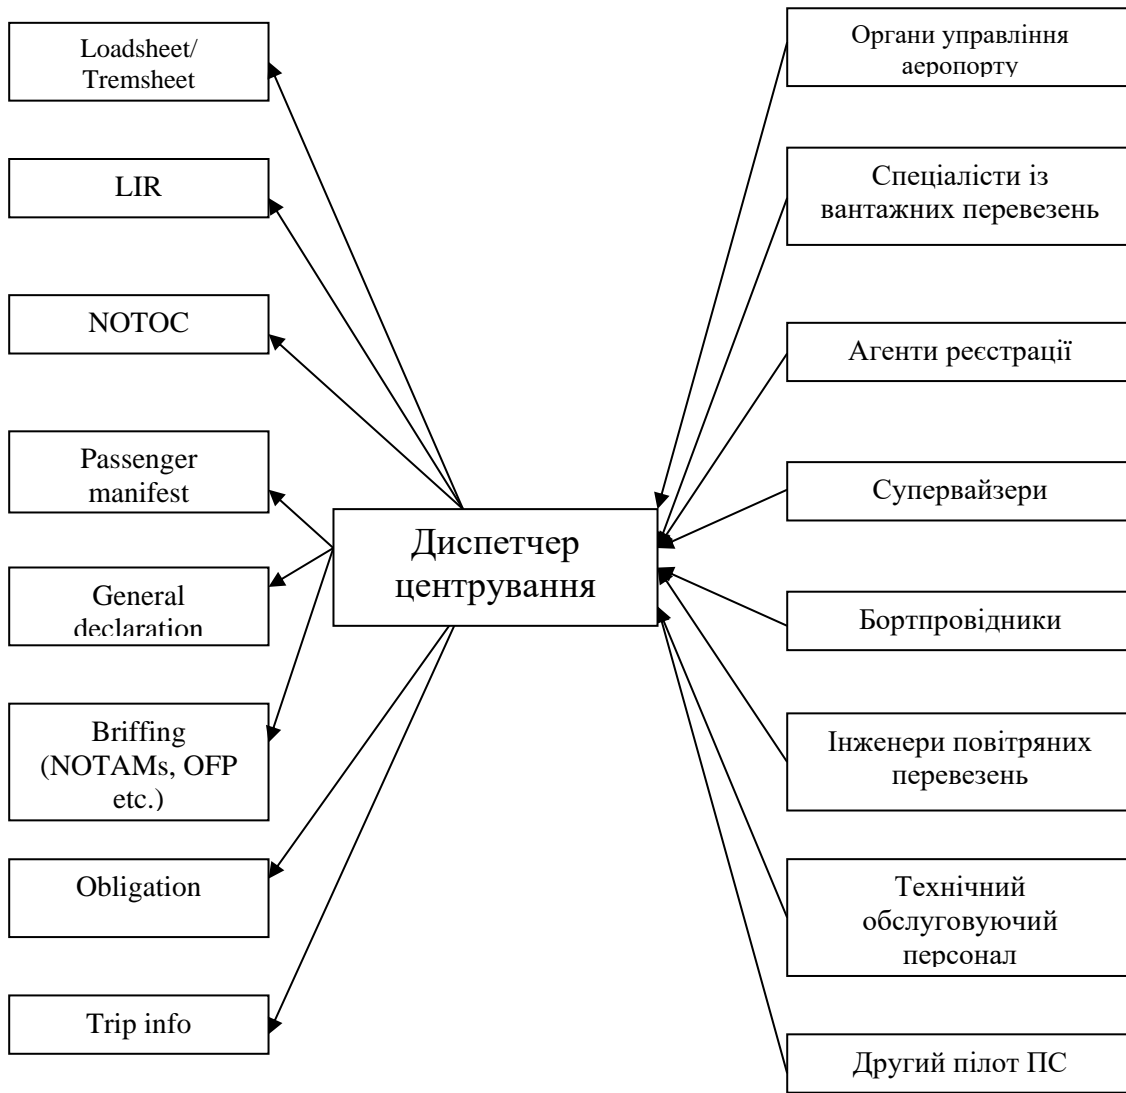 Loadsheet/
Tremsheet
LIR
NOTOC
Passenger
manifest
General
declaration
Briffing
(NOTAMs, OFP
etc.)
Obligation
Trip info
Диспетчер
центрування
Органи управління
аеропорту
Спеціалісти із
вантажних перевезень
Агенти реєстрації
Супервайзери
Бортпровідники
Інженери повітряних
перевезень
Технічний
обслуговуючий
персонал
Другий пілот ПС